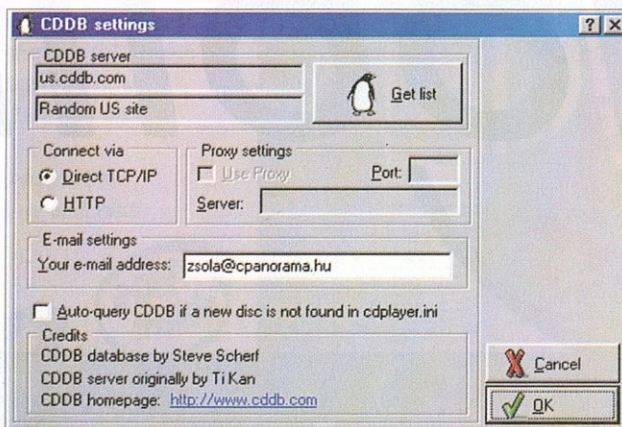 CDDB settings
CDDB server
us.cddb.com
Random US site
Get list
Connect via
Direct TCP/IP
HTTP
Proxy settings
Use Proxy
Port:
Server:
E-mail settings
Your e-mail address: zsola@cpanorama.hu
Auto-query CDDB if a new disc is not found in cdplayer.ini
Credits
CDDB database by Steve Scherf
CDDB server originally by Ti Kan
CDDB homepage: http://www.cddb.com
Cancel
OK